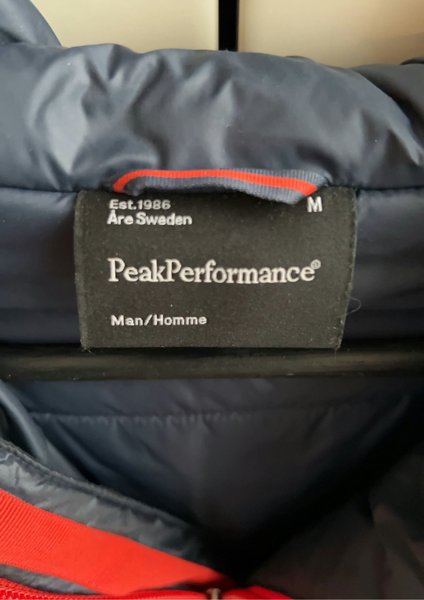 Est.1986 M
Åre Sweden
PeakPerformance®
Man/Homme